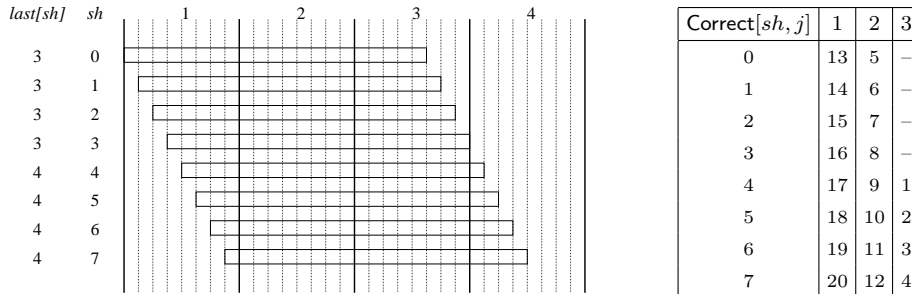 last[sh] sh 1 2 3 4
3 0
3 1
3 2
3 3
4 4
4 5
4 6
4 7
Correct[sh, j] 1 2 3
0 13 5 –
1 14 6 –
2 15 7 –
3 16 8 –
4 17 9 1
5 18 10 2
6 19 11 3
7 20 12 4